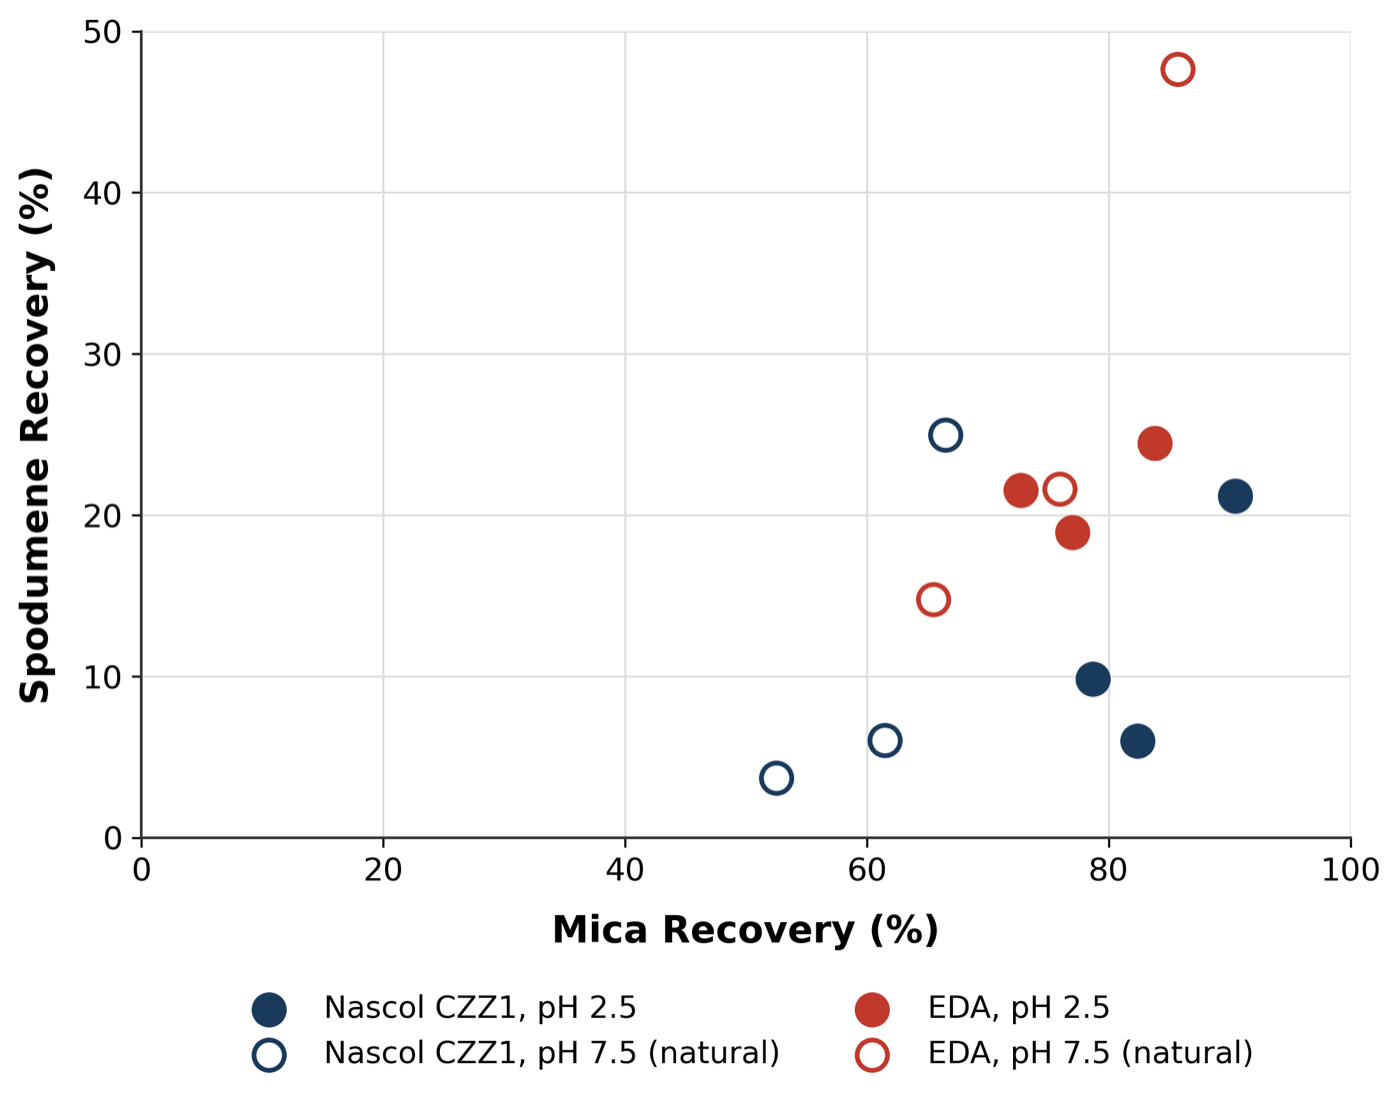 50
40
30
20
10
0
Spodumene Recovery (%)
0 20 40 60 80 100
Mica Recovery (%)
Nascol CZZ1, pH 2.5
Nascol CZZ1, pH 7.5 (natural)
EDA, pH 2.5
EDA, pH 7.5 (natural)